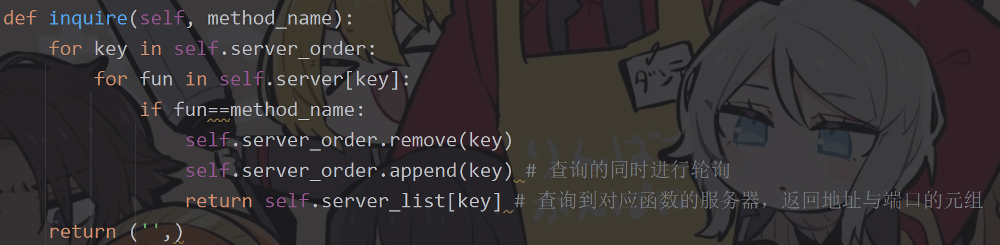 def inquire(self, method_name):
    for key in self.server_order:
        for fun in self.server[key]:
            if fun==method_name:
                self.server_order.remove(key)
                self.server_order.append(key) # 查询的同时进行轮询
                return self.server_list[key] # 查询到对应函数的服务器，返回地址与端口的元组
    return ('',)